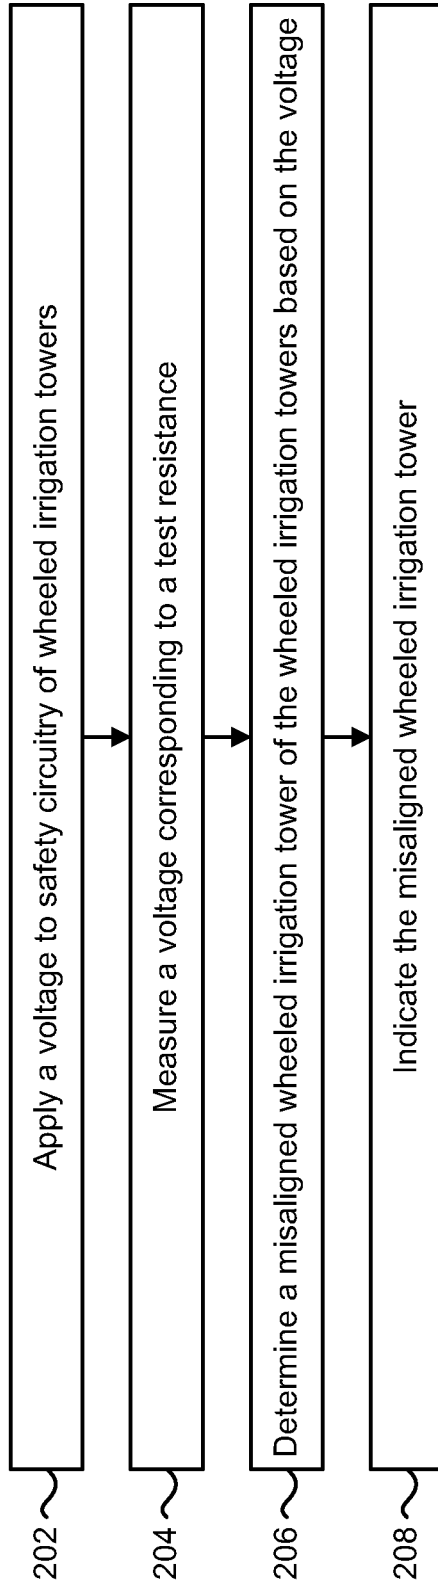 202
Apply a voltage to safety circuitry of wheeled irrigation towers
204
Measure a voltage corresponding to a test resistance
206
Determine a misaligned wheeled irrigation tower of the wheeled irrigation towers based on the voltage
208
Indicate the misaligned wheeled irrigation tower